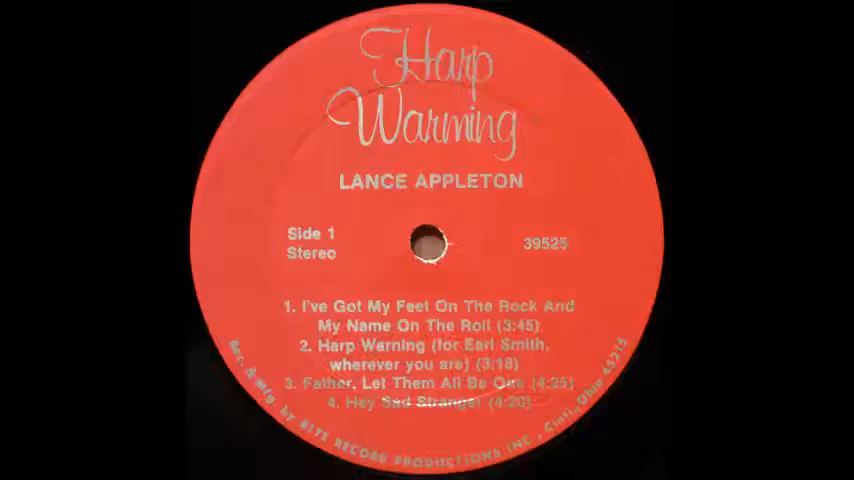 Harp
Warming
LANCE APPLETON
Side 1
Stereo
39525
1. I've Got My Feet On The Rock And
My Name On The Roll (3:45)
2. Harp Warning (for Earl Smith,
wherever you are) (3:18)
3. Father, Let Them All Be One (4:25)
4. Hey Sad Stranger (4:20)
Rec. & Mfg. by RITE RECORD PRODUCTIONS INC., Cinti., Ohio 45215